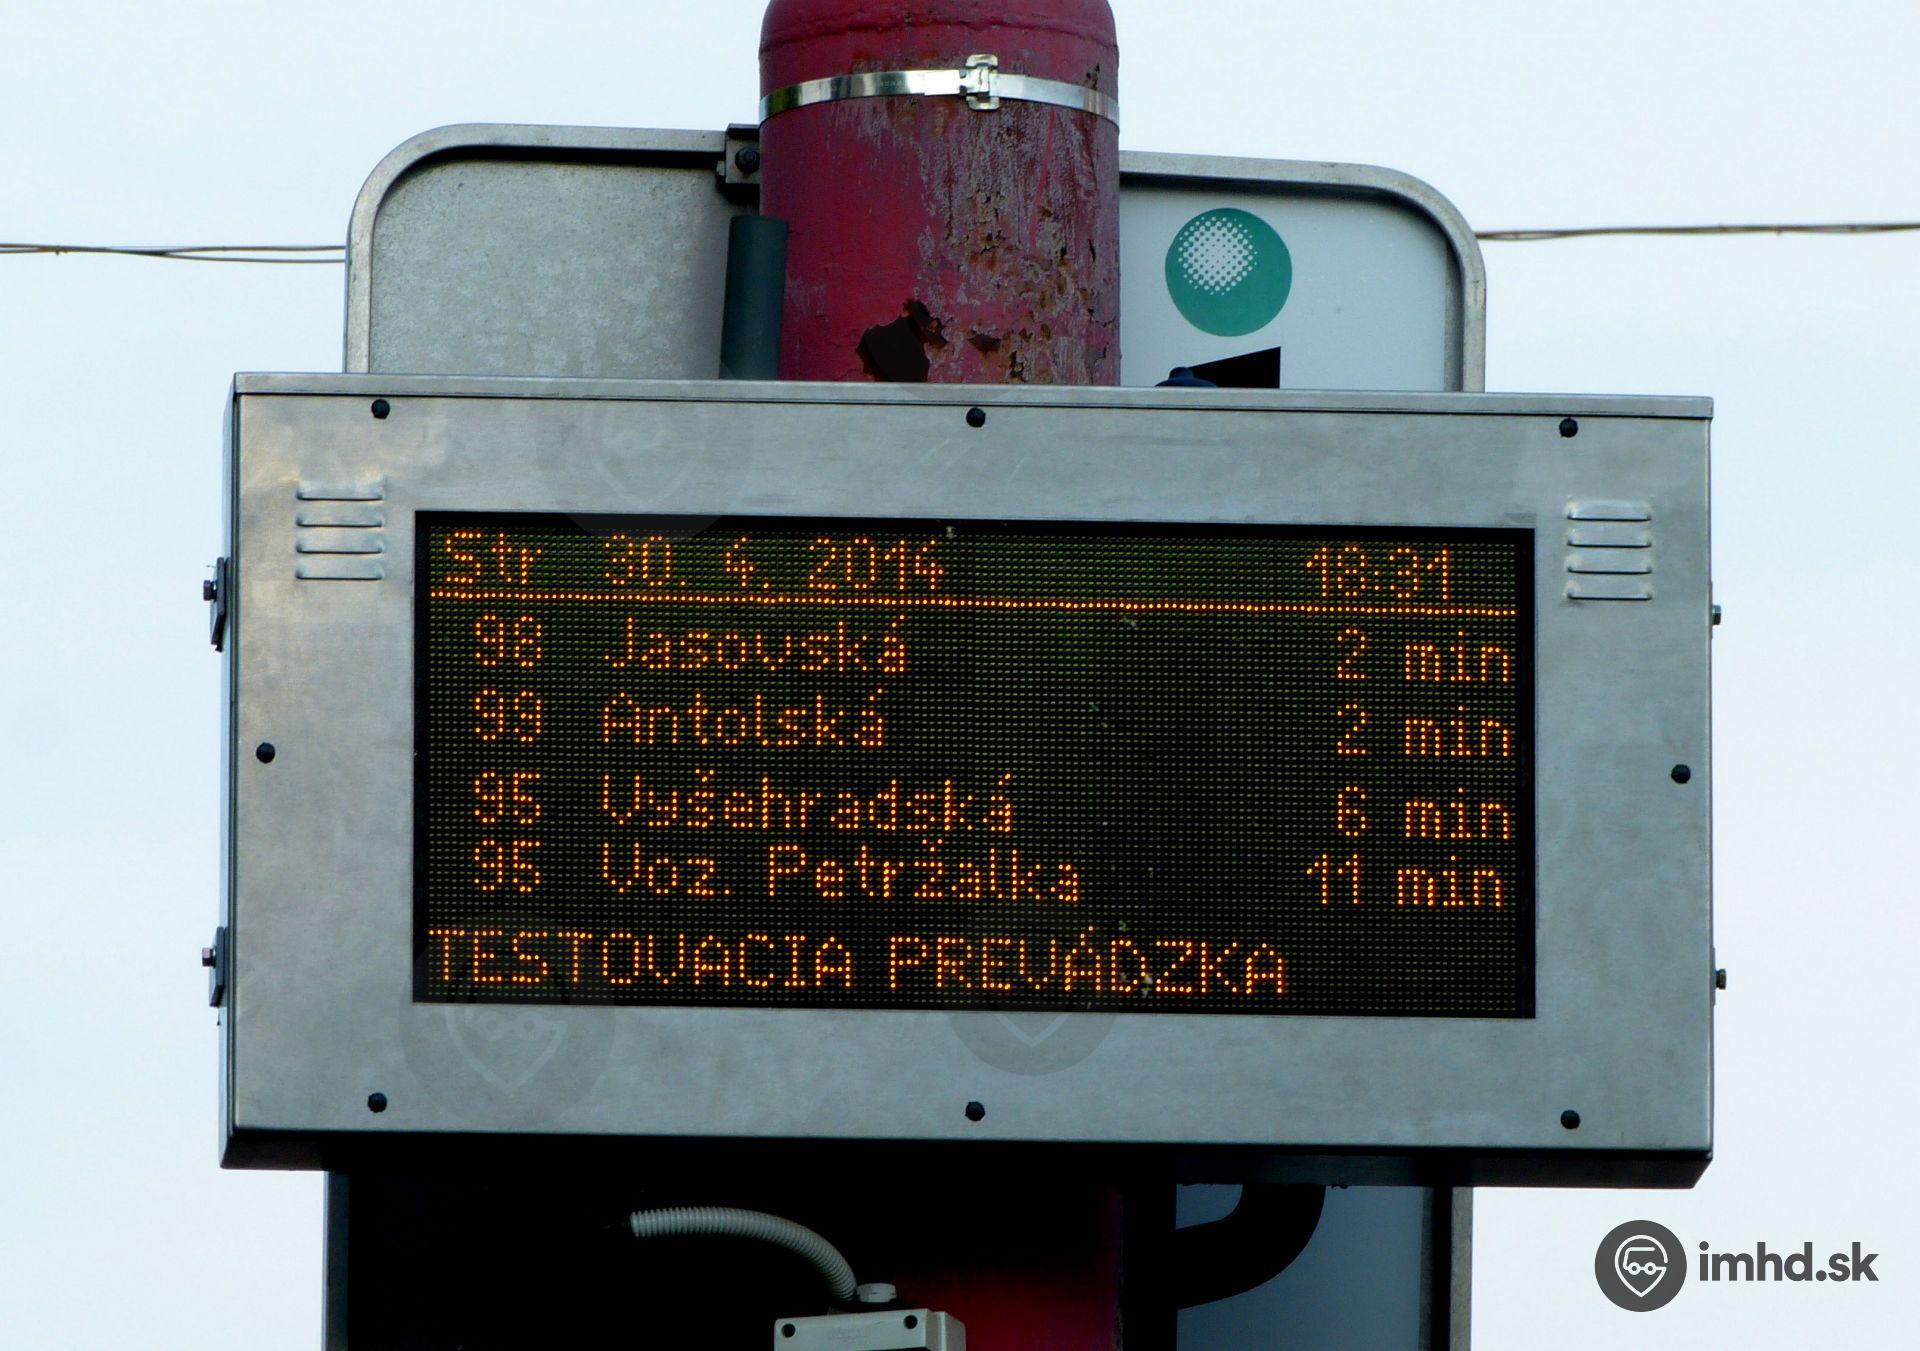 Str 30. 4. 2014 18:31
98 Jasovská 2 min
99 Antolská 2 min
95 Vyšehradská 6 min
95 Voz. Petržalka 11 min
TESTOVACIA PREVÁDZKA
imhd.sk